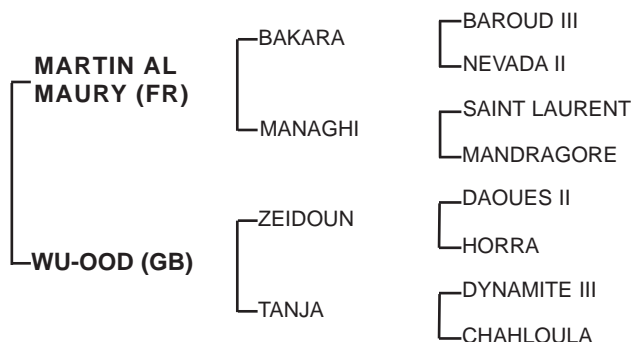 MARTIN AL
MAURY (FR)
WU-OOD (GB)
BAKARA
MANAGHI
ZEIDOUN
TANJA
BAROUD III
NEVADA II
SAINT LAURENT
MANDRAGORE
DAOUES II
HORRA
DYNAMITE III
CHAHLOULA